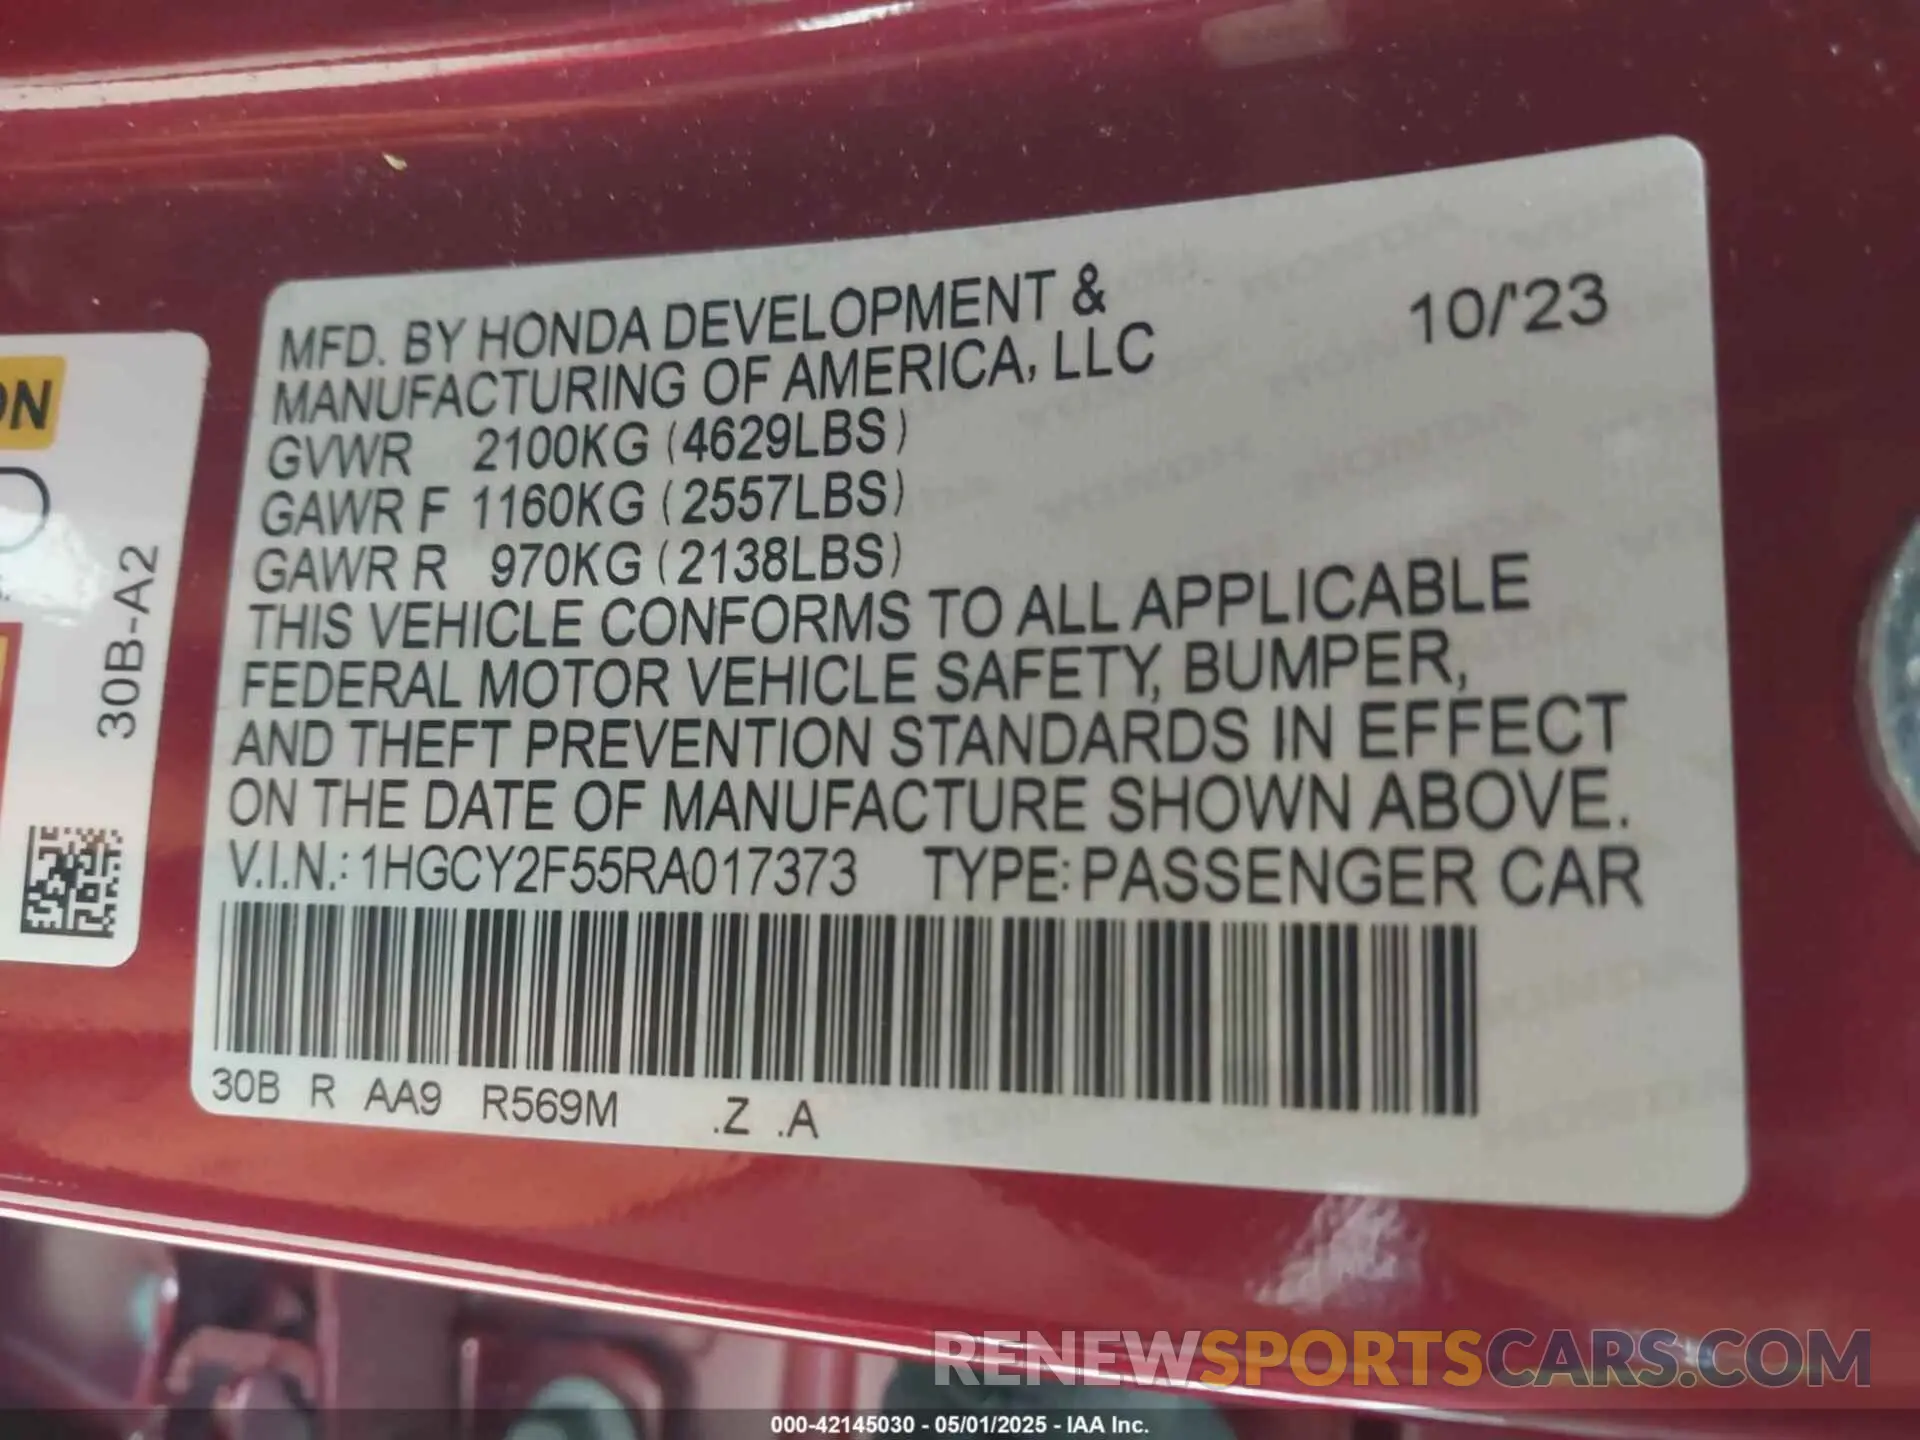 MFD. BY HONDA DEVELOPMENT &
MANUFACTURING OF AMERICA, LLC
10/'23
GVWR 2100KG (4629LBS)
GAWR F 1160KG (2557LBS)
GAWR R 970KG (2138LBS)
THIS VEHICLE CONFORMS TO ALL APPLICABLE
FEDERAL MOTOR VEHICLE SAFETY, BUMPER,
AND THEFT PREVENTION STANDARDS IN EFFECT
ON THE DATE OF MANUFACTURE SHOWN ABOVE.
V.I.N.: 1HGCY2F55RA017373 TYPE: PASSENGER CAR
30B R AA9 R569M .Z .A
30B-A2
RENEWSPORTSCARS.COM
000-42145030 - 05/01/2025 - IAA Inc.